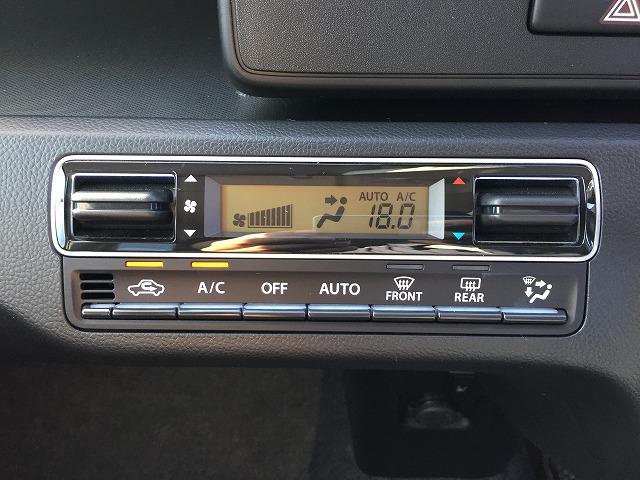 AUTO A/C
18.0
A/C
OFF
AUTO
FRONT
REAR